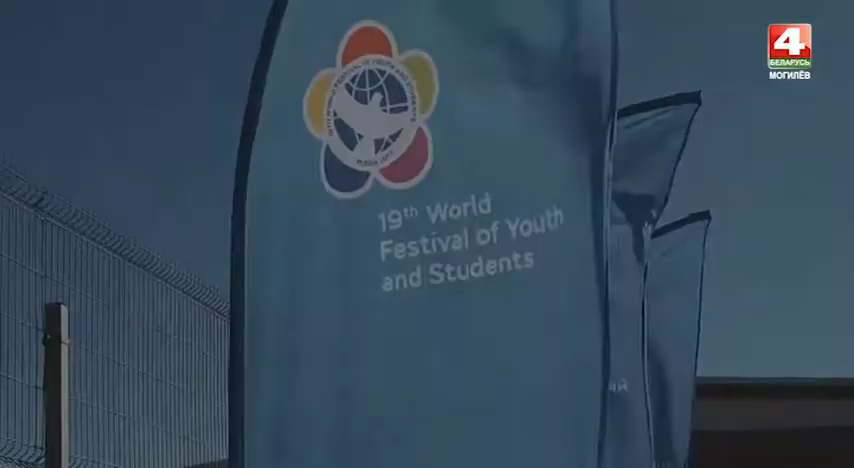 4
БЕЛАРУСЬ
МОГИЛЁВ
19th World
Festival of Youth
and Students